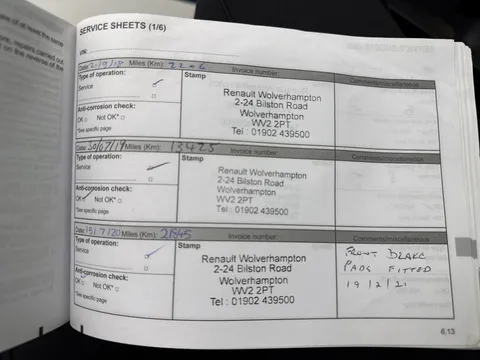 SERVICE SHEETS (1/6)
VIN:
Date: 21/9/18 Miles (Km): Invoice number: Comments/miscellaneous
Type of operation: Stamp
Service
Anti-corrosion check:
OK □ Not OK* □
*See specific page
Renault Wolverhampton
2-24 Bilston Road
Wolverhampton
WV2 2PT
Tel : 01902 439500
Date: 30/07/19 Miles (Km): 13425 Invoice number: Comments/miscellaneous
Type of operation: Stamp
Service
Anti-corrosion check:
OK □ Not OK* □
*See specific page
Renault Wolverhampton
2-24 Bilston Road
Wolverhampton
WV2 2PT
Tel : 01902 439500
Date: 15/7/20 Miles (Km): 21845 Invoice number: Comments/miscellaneous
Type of operation: Stamp
Service
Anti-corrosion check:
OK □ Not OK* □
*See specific page
Renault Wolverhampton
2-24 Bilston Road
Wolverhampton
WV2 2PT
Tel : 01902 439500
FRONT BRAKE
PADS FITTED
19/2/21
6.13